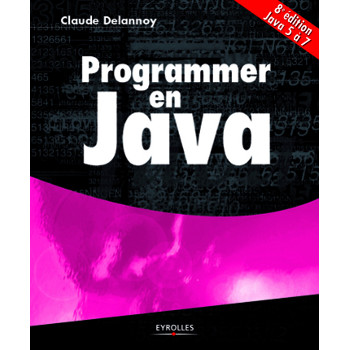 Claude Delannoy
8e édition
Java 5 à 7
Programmer
en
Java
EYROLLES